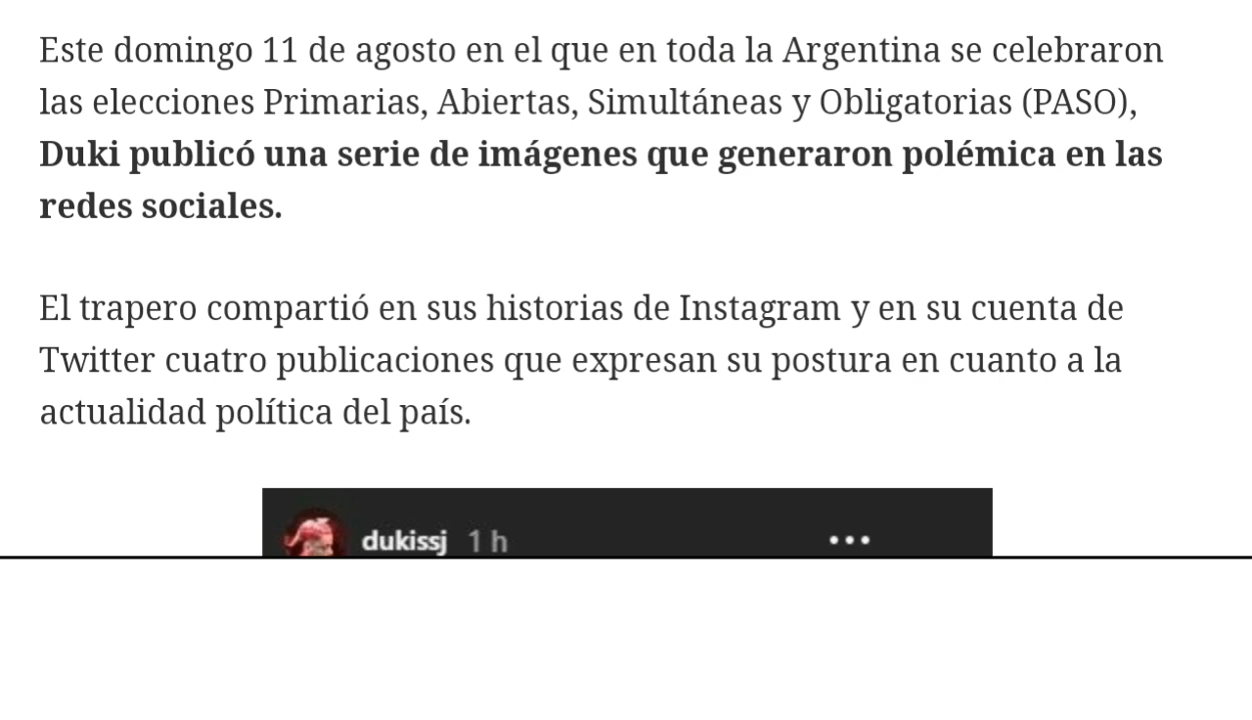 Este domingo 11 de agosto en el que en toda la Argentina se celebraron
las elecciones Primarias, Abiertas, Simultáneas y Obligatorias (PASO),
Duki publicó una serie de imágenes que generaron polémica en las
redes sociales.
El trapero compartió en sus historias de Instagram y en su cuenta de
Twitter cuatro publicaciones que expresan su postura en cuanto a la
actualidad política del país.
dukissj 1 h